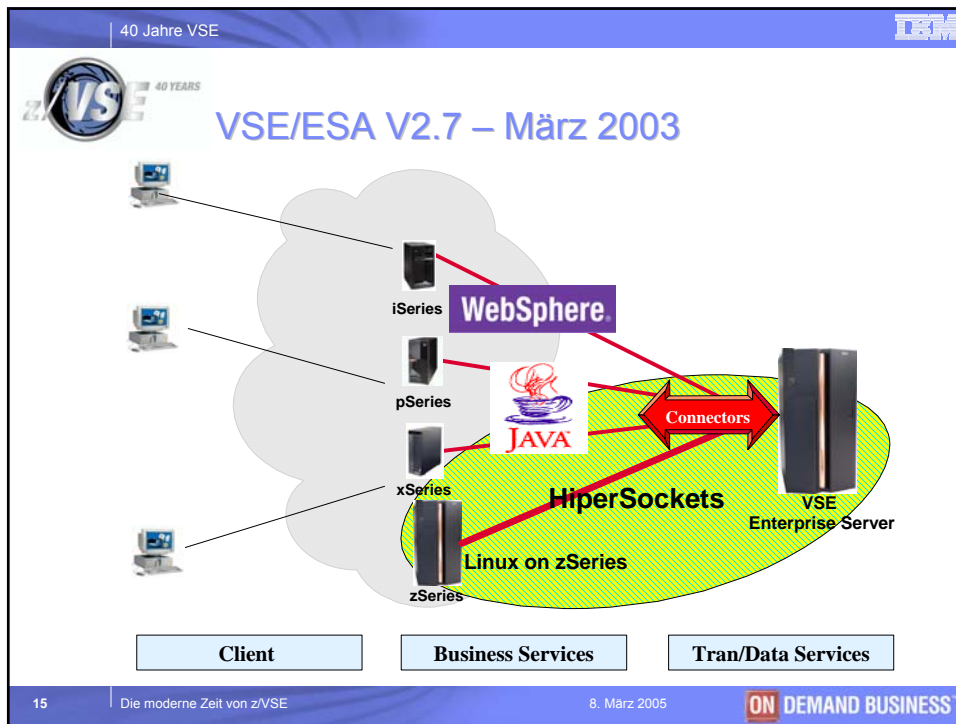 40 Jahre VSE
IBM
z/VSE 40 YEARS
VSE/ESA V2.7 – März 2003
iSeries
WebSphere.
pSeries
JAVA™
Connectors
xSeries
HiperSockets
VSE
Enterprise Server
Linux on zSeries
zSeries
Client
Business Services
Tran/Data Services
15
Die moderne Zeit von z/VSE
8. März 2005
ON DEMAND BUSINESS™